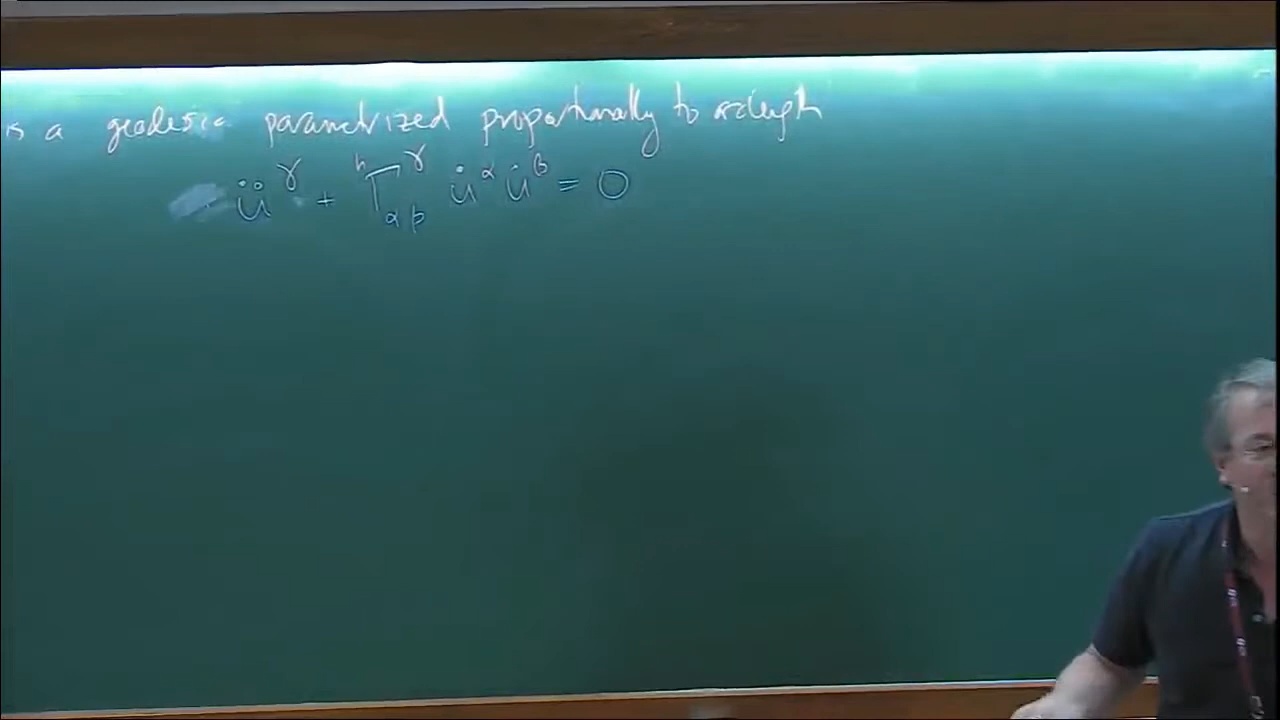 is a geodesic parametrized proportionally to arclength
ü^γ + ^hΓ^γ_αβ u̇^α u̇^β = 0